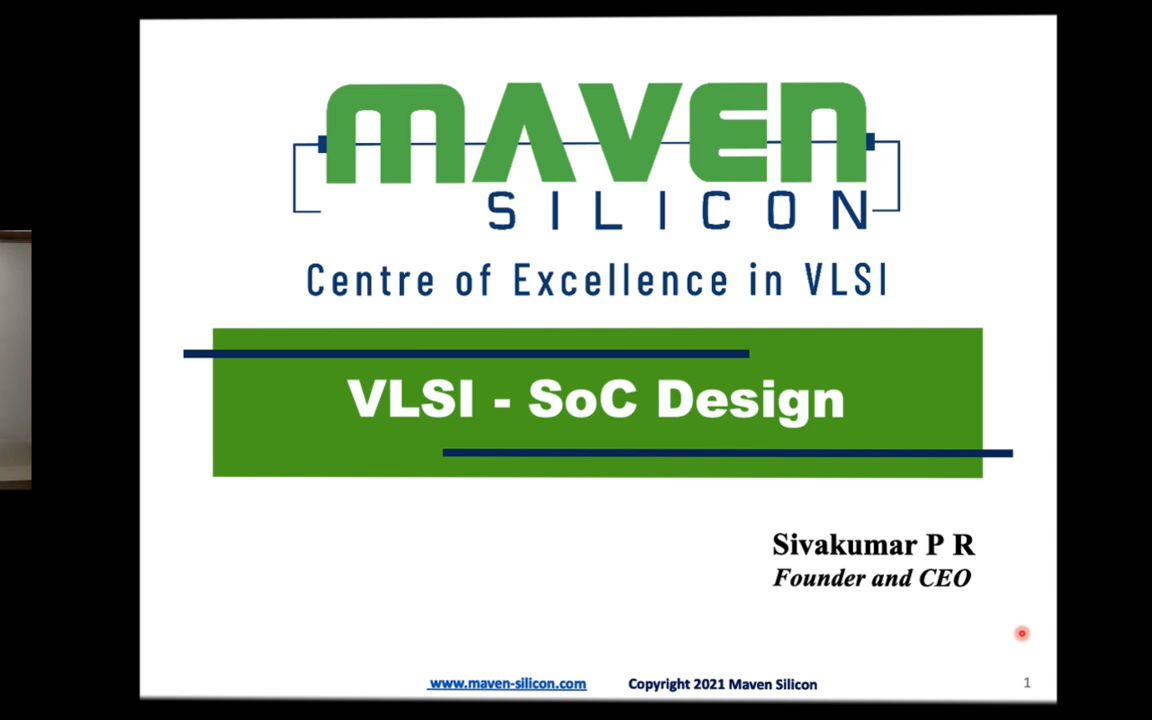 MAVEN
SILICON
Centre of Excellence in VLSI
VLSI - SoC Design
Sivakumar P R
Founder and CEO
www.maven-silicon.com Copyright 2021 Maven Silicon 1